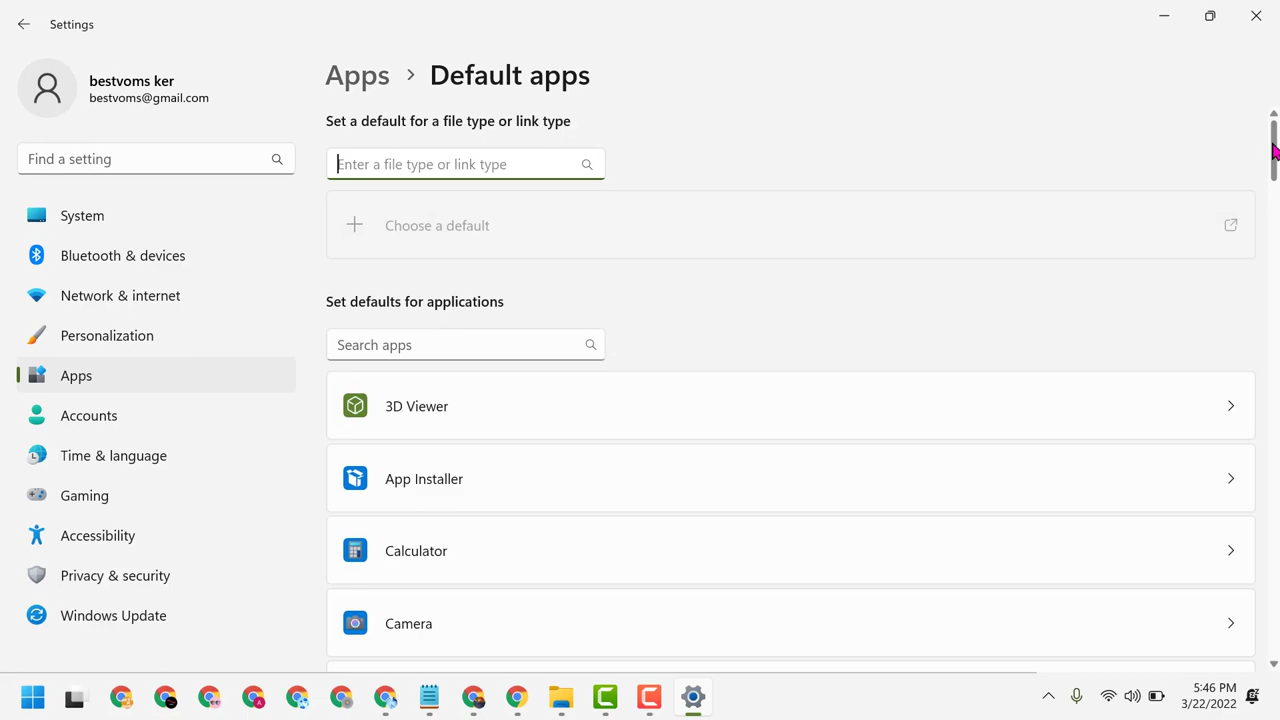 Settings
bestvoms ker
bestvoms@gmail.com
Find a setting
System
Bluetooth & devices
Network & internet
Personalization
Apps
Accounts
Time & language
Gaming
Accessibility
Privacy & security
Windows Update
Apps > Default apps
Set a default for a file type or link type
Enter a file type or link type
Choose a default
Set defaults for applications
Search apps
3D Viewer
App Installer
Calculator
Camera
5:46 PM
3/22/2022